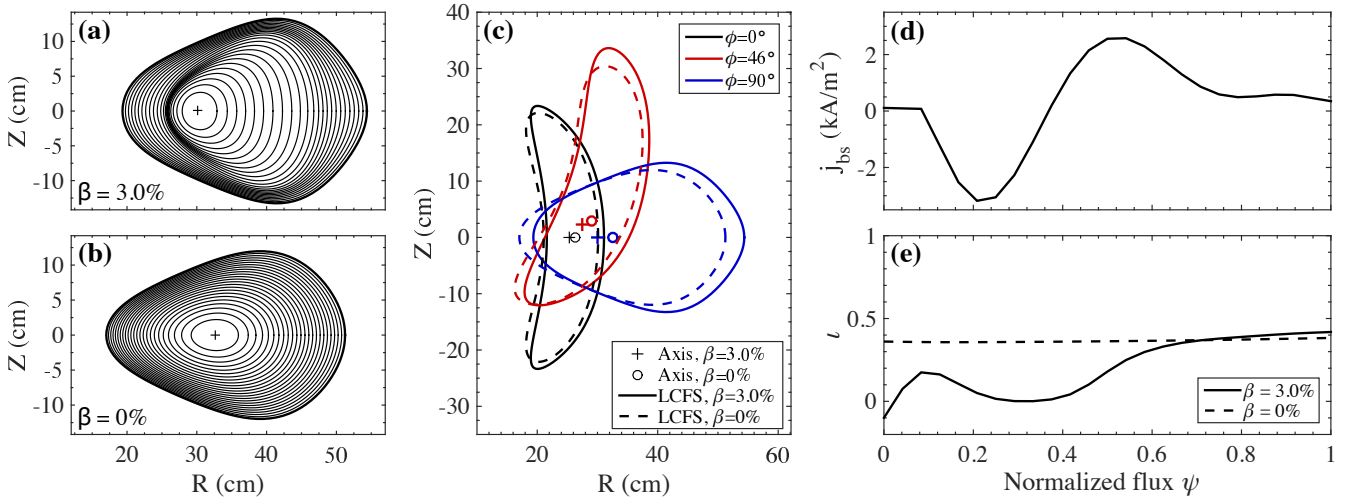 (a)
Z (cm)
10
5
0
-5
-10
β = 3.0%
(b)
Z (cm)
10
5
0
-5
-10
β = 0%
20
30
40
50
R (cm)
(c)
Z (cm)
40
30
20
10
0
-10
-20
-30
ϕ=0°
ϕ=46°
ϕ=90°
Axis, β=3.0%
Axis, β=0%
LCFS, β=3.0%
LCFS, β=0%
20
40
60
R (cm)
(d)
j_bs (kA/m²)
2
0
-2
(e)
ι
1
0.5
0
β = 3.0%
β = 0%
0
0.2
0.4
0.6
0.8
1
Normalized flux ψ